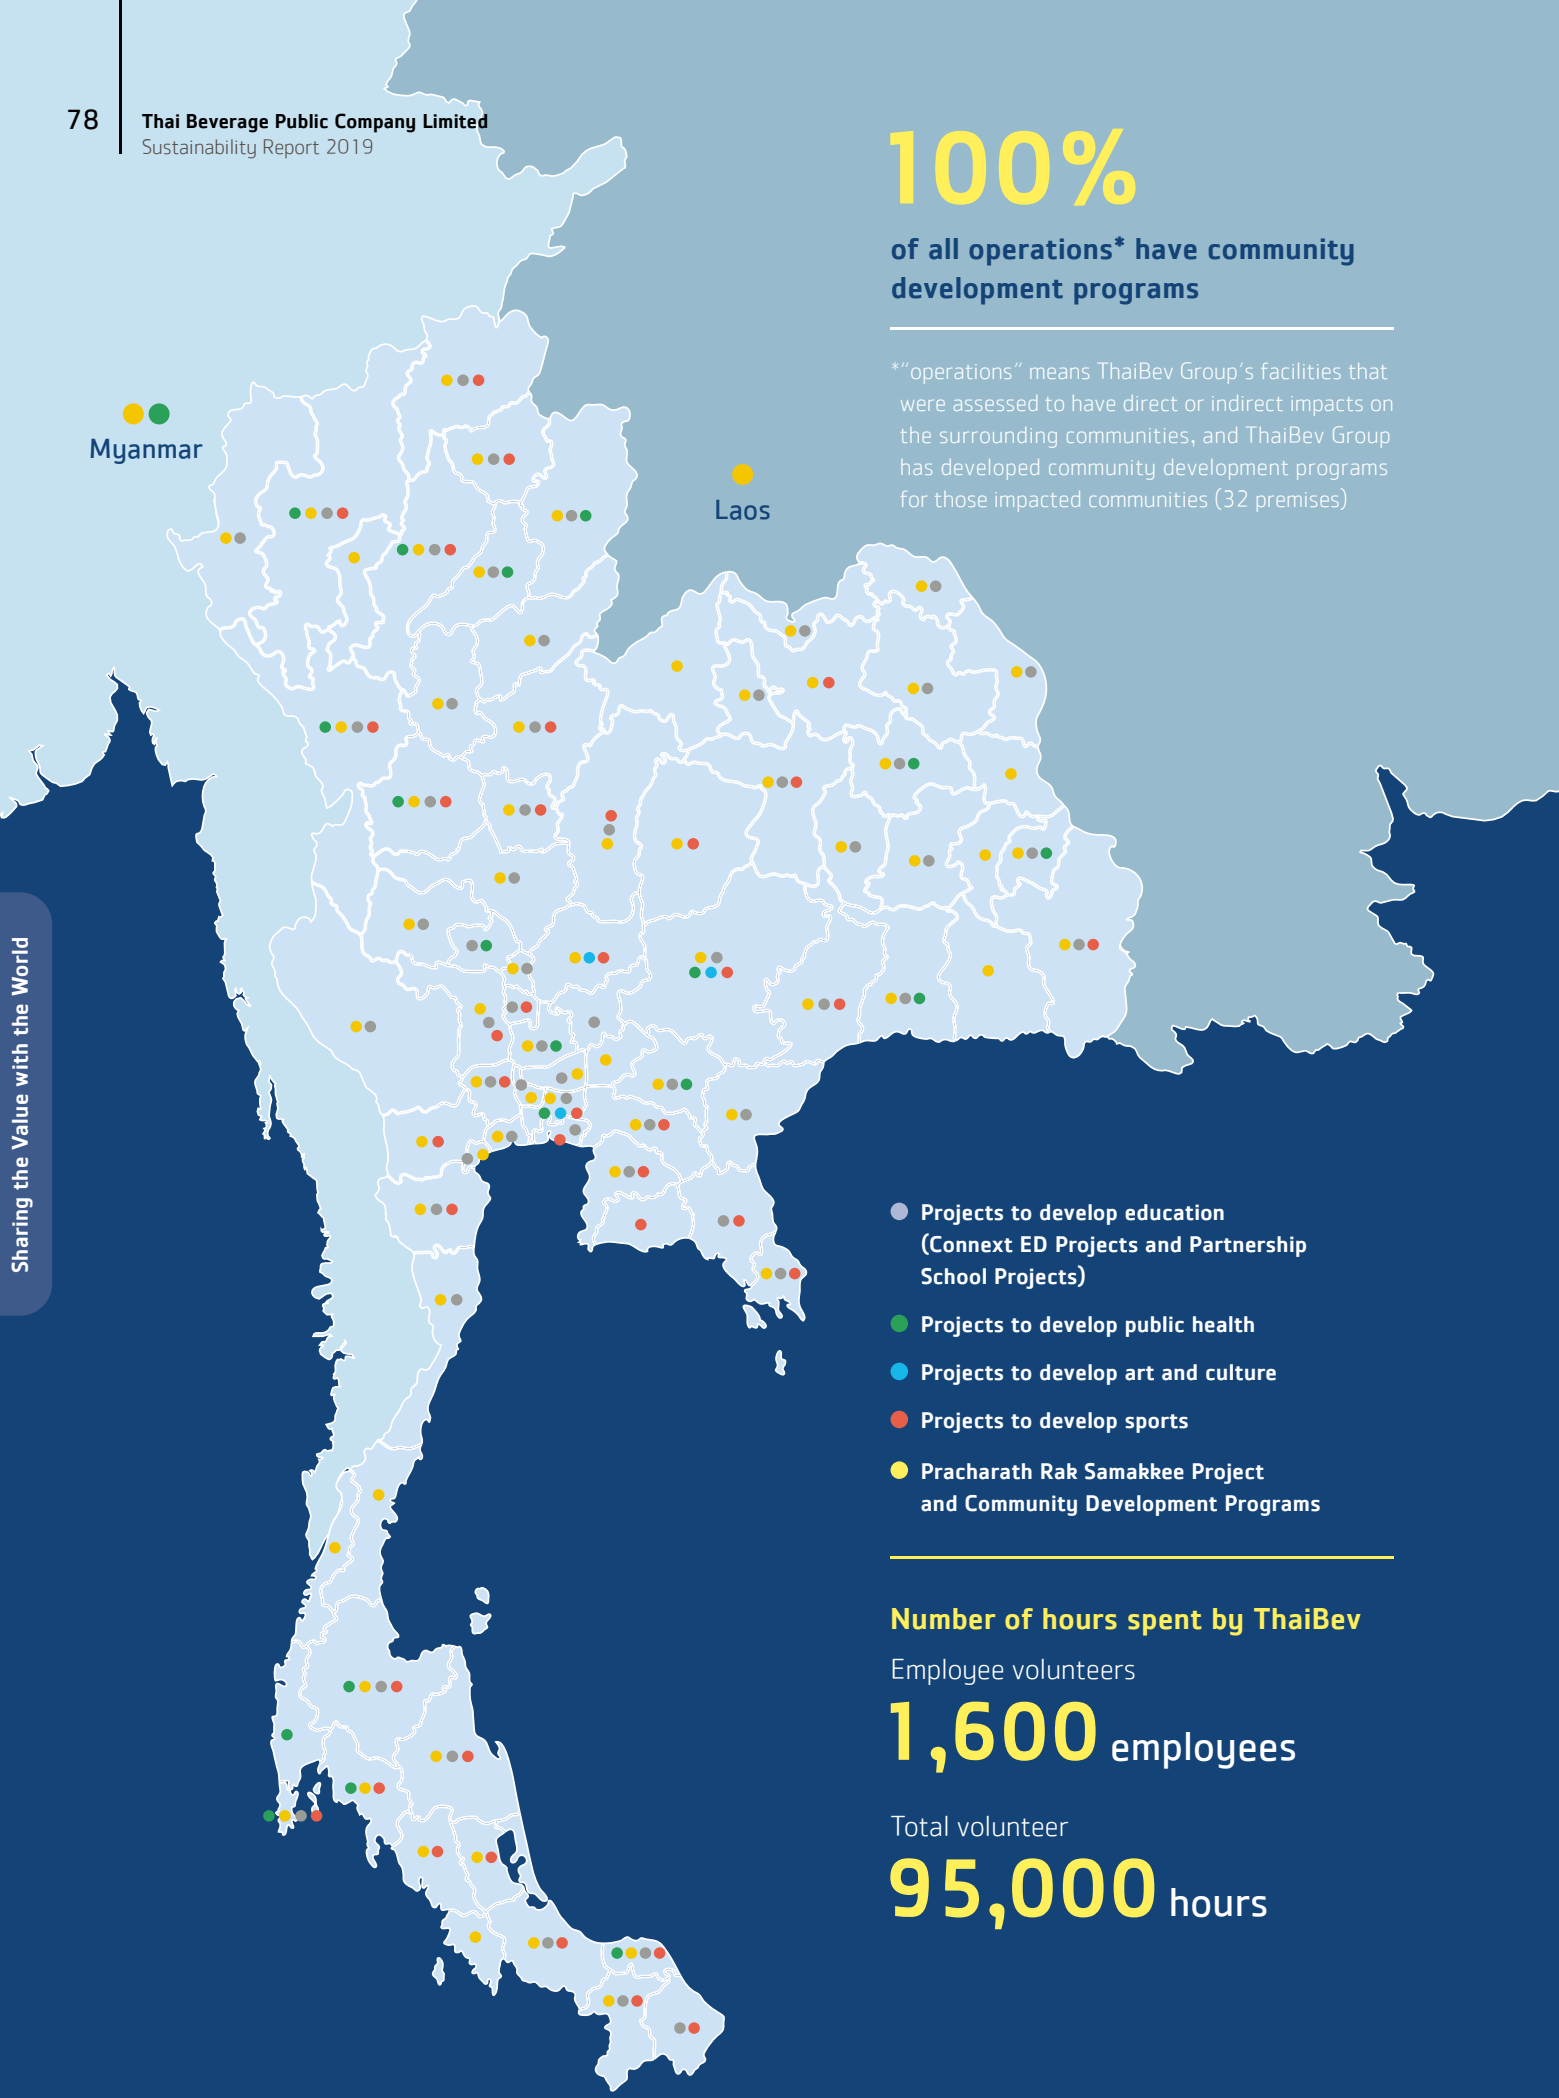 78
Thai Beverage Public Company Limited
Sustainability Report 2019
100%
of all operations* have community
development programs
*"operations" means ThaiBev Group's facilities that
were assessed to have direct or indirect impacts on
the surrounding communities, and ThaiBev Group
has developed community development programs
for those impacted communities (32 premises)
Myanmar
Laos
Sharing the Value with the World
Projects to develop education
(Connext ED Projects and Partnership
School Projects)
Projects to develop public health
Projects to develop art and culture
Projects to develop sports
Pracharath Rak Samakkee Project
and Community Development Programs
Number of hours spent by ThaiBev
Employee volunteers
1,600 employees
Total volunteer
95,000 hours